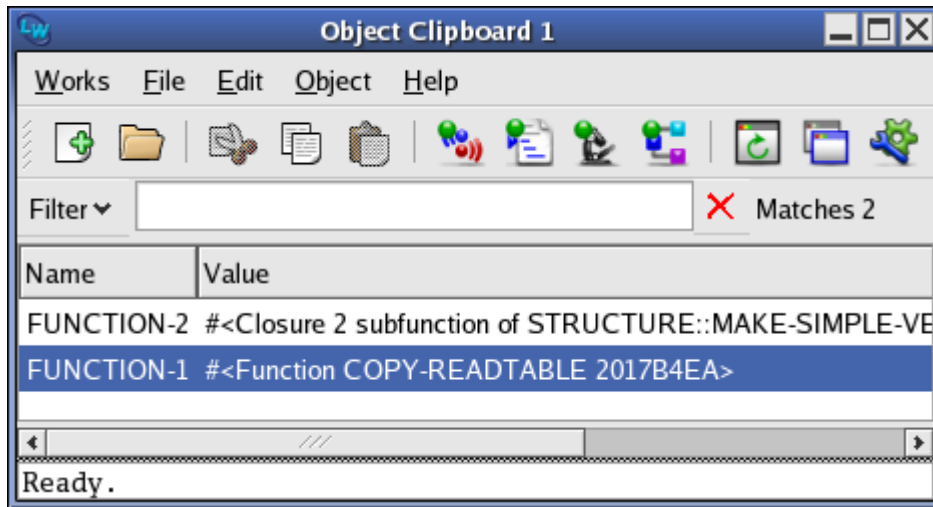 LW Object Clipboard 1
Works File Edit Object Help
Filter Matches 2
Name Value
FUNCTION-2 #<Closure 2 subfunction of STRUCTURE::MAKE-SIMPLE-VE
FUNCTION-1 #<Function COPY-READTABLE 2017B4EA>
Ready.